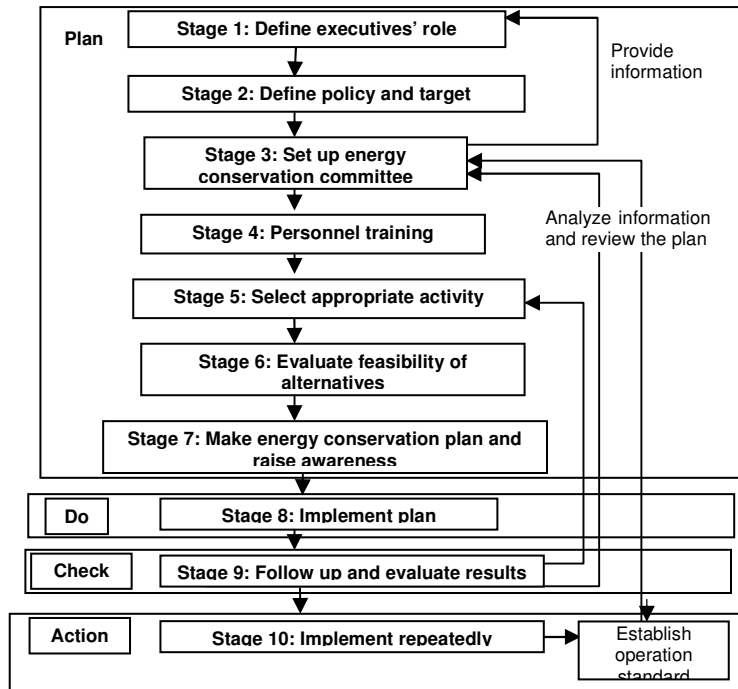 Plan
Stage 1: Define executives' role
Provide
information
Stage 2: Define policy and target
Stage 3: Set up energy
conservation committee
Analyze information
and review the plan
Stage 4: Personnel training
Stage 5: Select appropriate activity
Stage 6: Evaluate feasibility of
alternatives
Stage 7: Make energy conservation plan and
raise awareness
Do
Stage 8: Implement plan
Check
Stage 9: Follow up and evaluate results
Action
Stage 10: Implement repeatedly
Establish
operation
standard